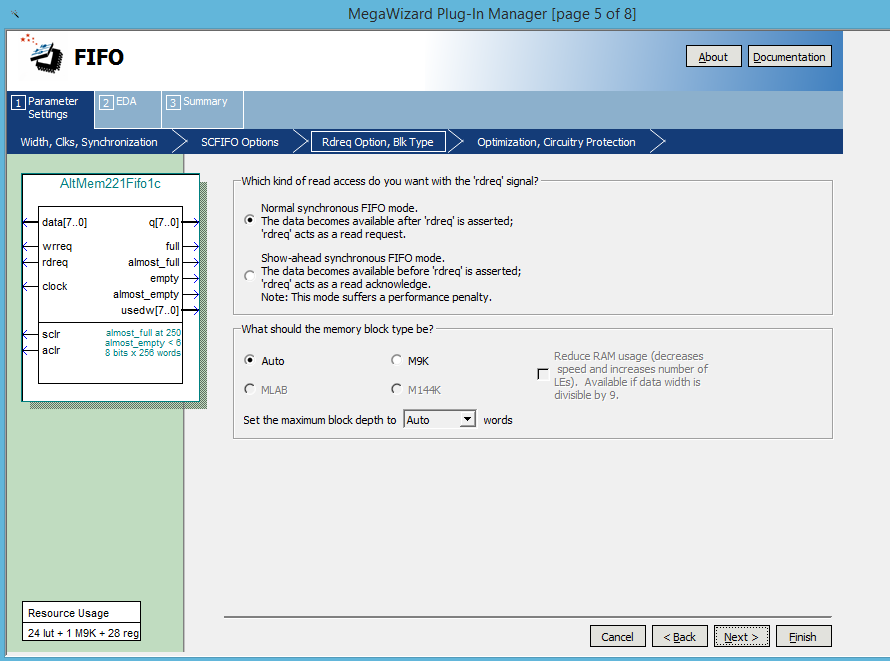 MegaWizard Plug-In Manager [page 5 of 8]
FIFO
About
Documentation
1 Parameter Settings
2 EDA
3 Summary
Width, Clks, Synchronization
SCFIFO Options
Rdreq Option, Blk Type
Optimization, Circuitry Protection
AltMem221Fifo1c
data[7..0]
q[7..0]
wrreq
full
rdreq
almost_full
empty
clock
almost_empty
usedw[7..0]
sclr
aclr
almost_full at 250
almost_empty < 6
8 bits x 256 words
Which kind of read access do you want with the 'rdreq' signal?
Normal synchronous FIFO mode.
The data becomes available after 'rdreq' is asserted;
'rdreq' acts as a read request.
Show-ahead synchronous FIFO mode.
The data becomes available before 'rdreq' is asserted;
'rdreq' acts as a read acknowledge.
Note: This mode suffers a performance penalty.
What should the memory block type be?
Auto
M9K
MLAB
M144K
Reduce RAM usage (decreases
speed and increases number of
LEs). Available if data width is
divisible by 9.
Set the maximum block depth to Auto words
Resource Usage
24 lut + 1 M9K + 28 reg
Cancel
< Back
Next >
Finish